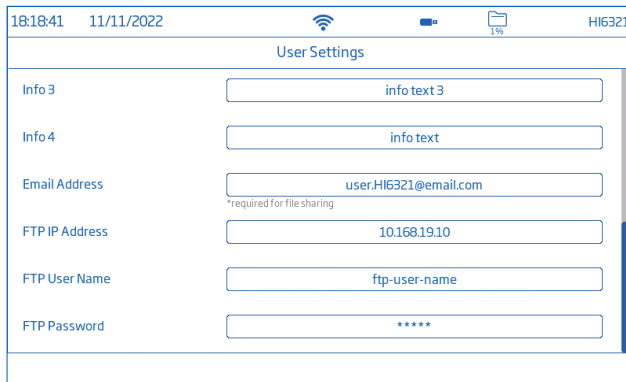 18:18:41 11/11/2022 1% HI6321
User Settings
Info 3 info text 3
Info 4 info text
Email Address user.HI6321@email.com
*required for file sharing
FTP IP Address 10.168.19.10
FTP User Name ftp-user-name
FTP Password *****